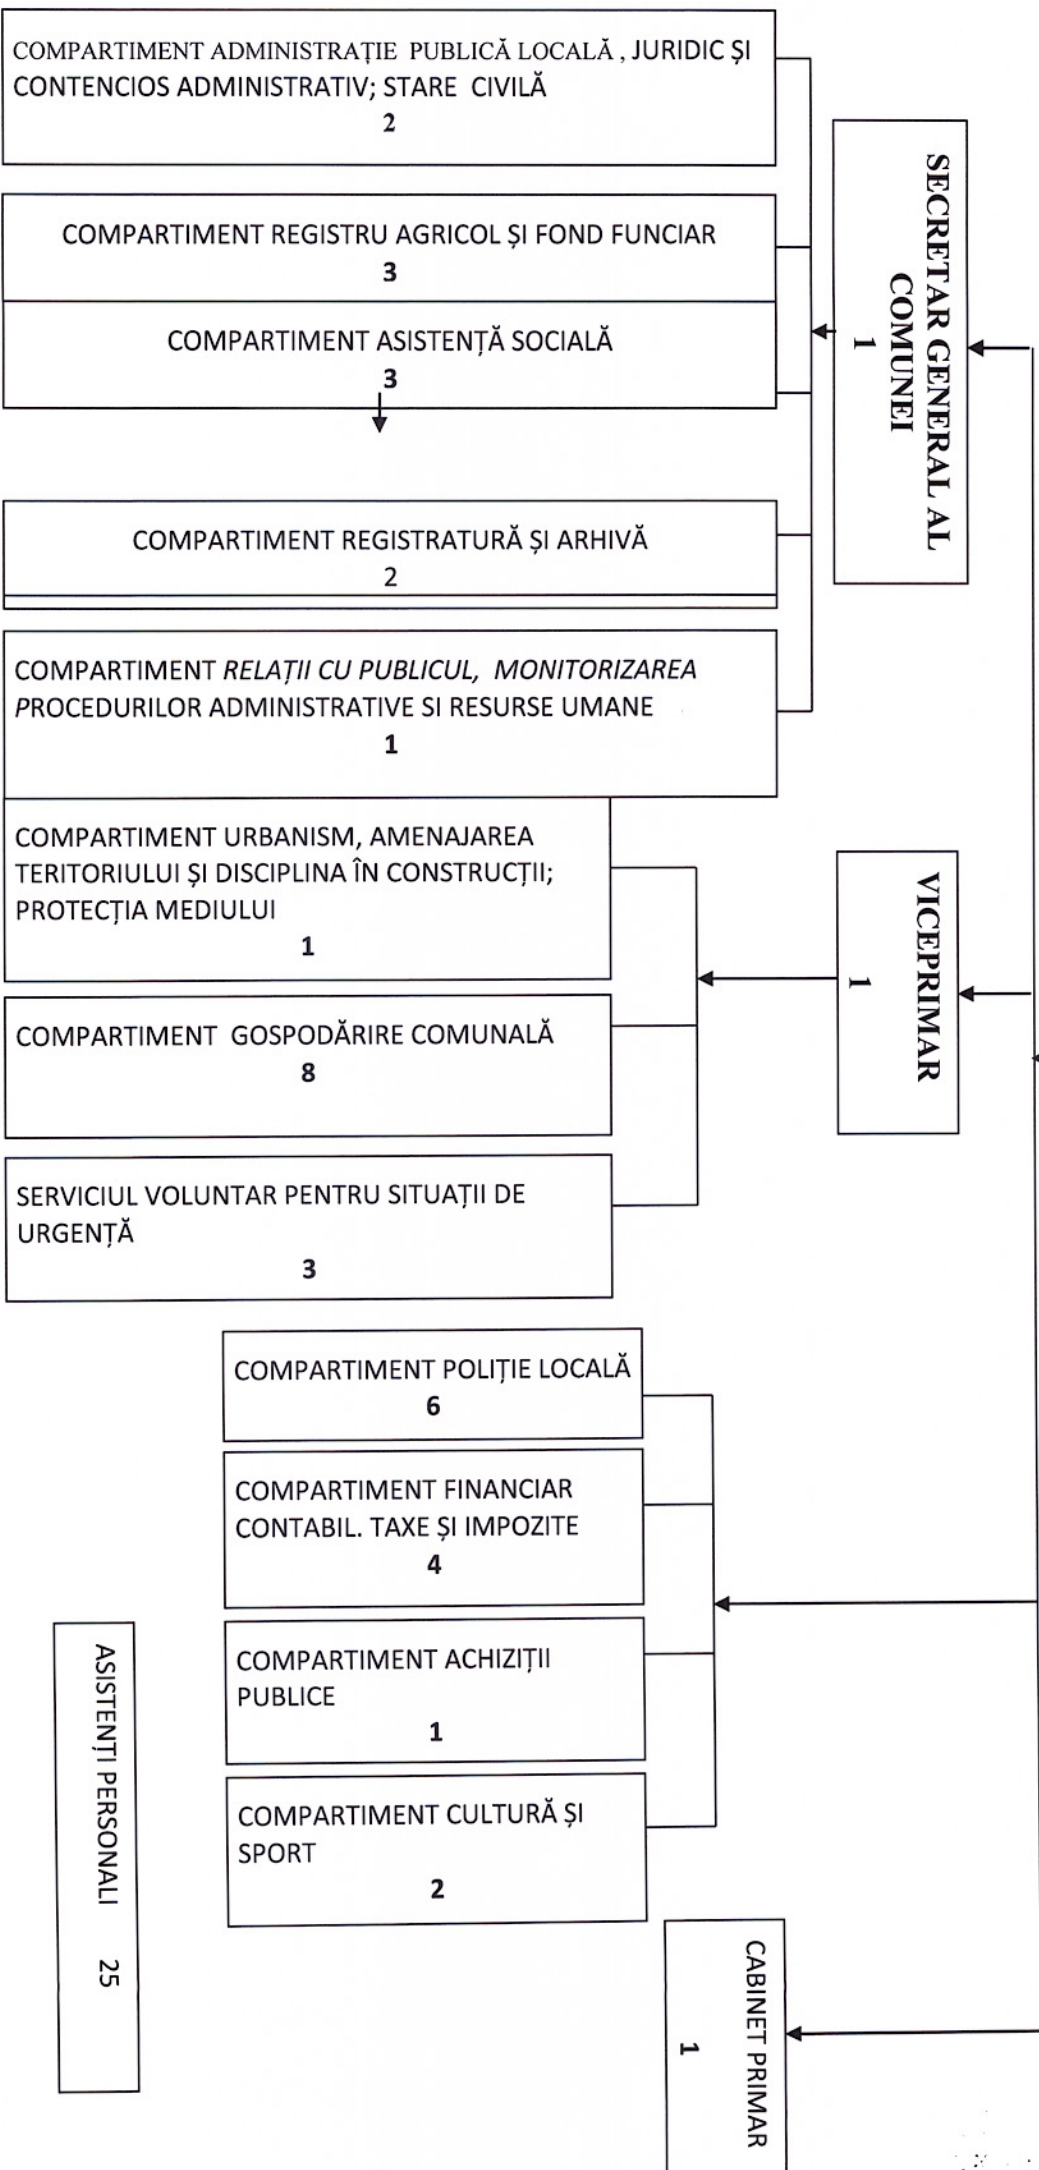 COMPARTIMENT ADMINISTRAȚIE PUBLICĂ LOCALĂ , JURIDIC ȘI
CONTENCIOS ADMINISTRATIV; STARE CIVILĂ
2
COMPARTIMENT REGISTRU AGRICOL ȘI FOND FUNCIAR
3
COMPARTIMENT ASISTENȚĂ SOCIALĂ
3
COMPARTIMENT REGISTRATURĂ ȘI ARHIVĂ
2
COMPARTIMENT RELAȚII CU PUBLICUL, MONITORIZAREA
PROCEDURILOR ADMINISTRATIVE SI RESURSE UMANE
1
SECRETAR GENERAL AL
COMUNEI
1
COMPARTIMENT URBANISM, AMENAJAREA
TERITORIULUI ȘI DISCIPLINA ÎN CONSTRUCȚII;
PROTECȚIA MEDIULUI
1
COMPARTIMENT GOSPODĂRIRE COMUNALĂ
8
SERVICIUL VOLUNTAR PENTRU SITUAȚII DE
URGENȚĂ
3
VICEPRIMAR
1
COMPARTIMENT POLIȚIE LOCALĂ
6
COMPARTIMENT FINANCIAR
CONTABIL. TAXE ȘI IMPOZITE
4
COMPARTIMENT ACHIZIȚII
PUBLICE
1
COMPARTIMENT CULTURĂ ȘI
SPORT
2
ASISTENȚI PERSONALI 25
CABINET PRIMAR
1